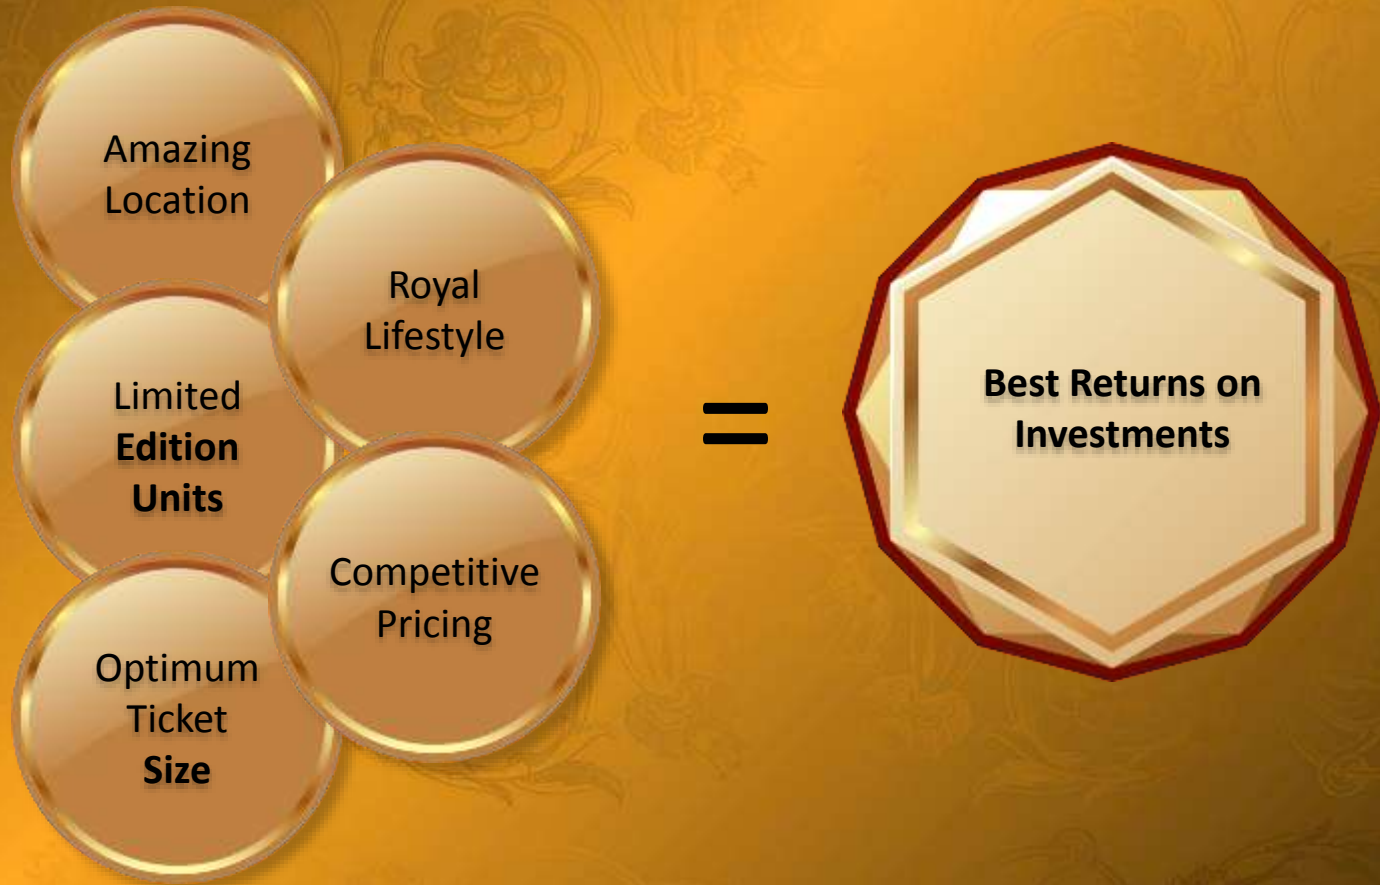 Amazing
Location
Royal
Lifestyle
Limited
Edition
Units
Competitive
Pricing
Optimum
Ticket
Size
=
Best Returns on
Investments